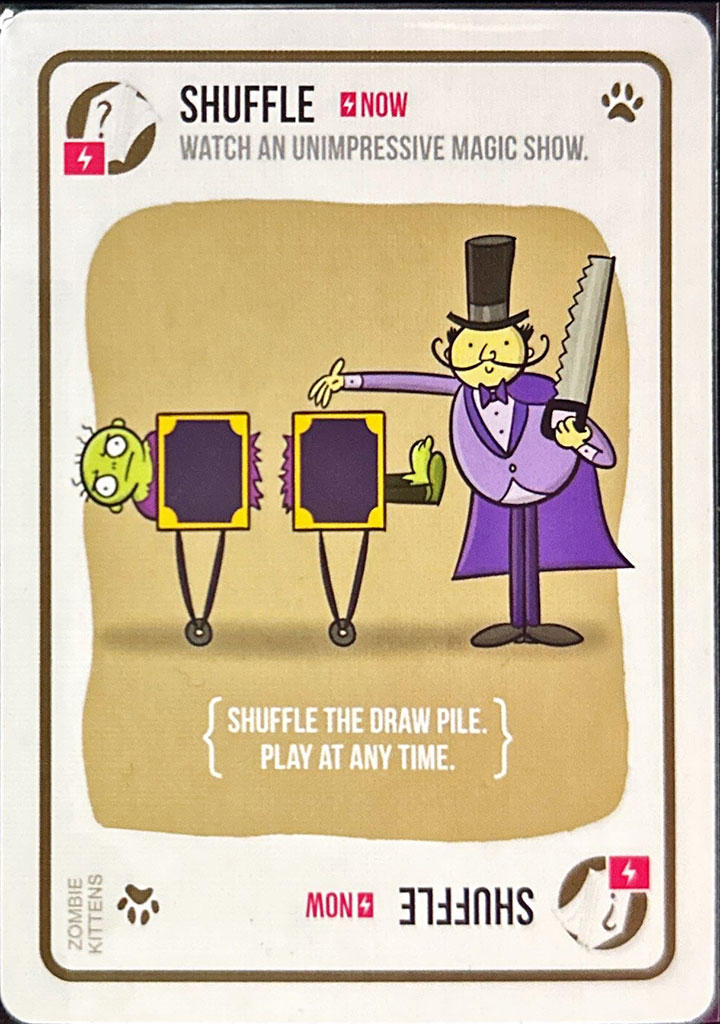 ?
SHUFFLE NOW
WATCH AN UNIMPRESSIVE MAGIC SHOW.
SHUFFLE THE DRAW PILE.
PLAY AT ANY TIME.
ZOMBIE
KITTENS
SHUFFLE NOW
?